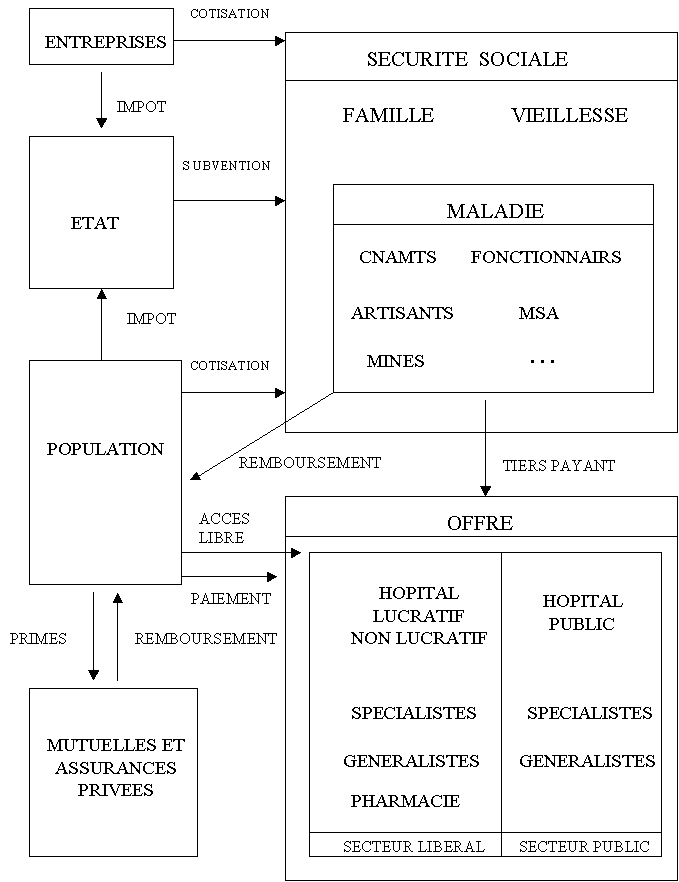 COTISATION
ENTREPRISES
SECURITE SOCIALE
IMPOT
FAMILLE VIEILLESSE
SUBVENTION
ETAT
MALADIE
CNAMTS FONCTIONNAIRS
ARTISANTS MSA
IMPOT
MINES ...
COTISATION
POPULATION
REMBOURSEMENT
TIERS PAYANT
ACCES
LIBRE
OFFRE
PAIEMENT
HOPITAL
LUCRATIF
NON LUCRATIF
HOPITAL
PUBLIC
PRIMES
REMBOURSEMENT
SPECIALISTES SPECIALISTES
MUTUELLES ET
ASSURANCES
PRIVEES
GENERALISTES GENERALISTES
PHARMACIE
SECTEUR LIBERAL SECTEUR PUBLIC